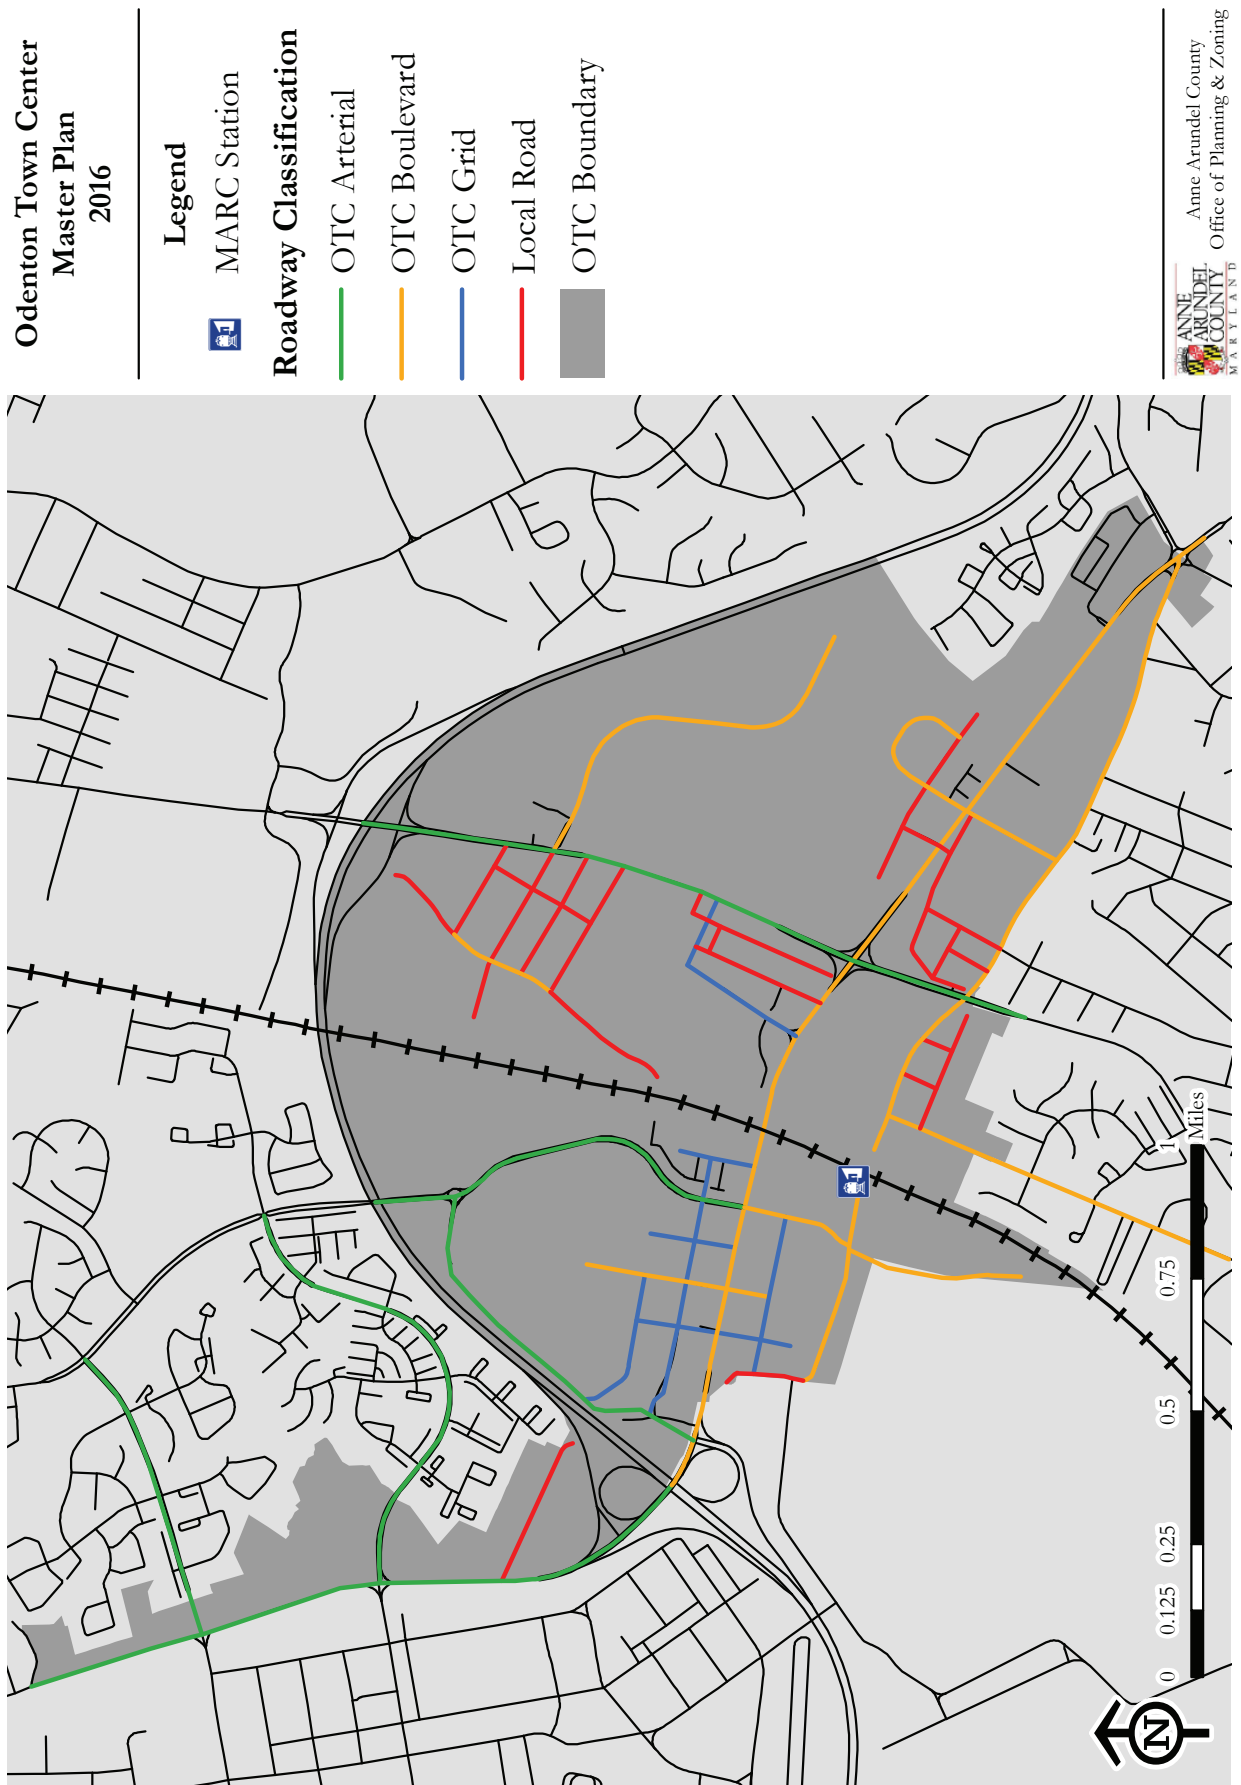 Odenton Town Center
Master Plan
2016
Legend
MARC Station
Roadway Classification
OTC Arterial
OTC Boulevard
OTC Grid
Local Road
OTC Boundary
ANNE
ARUNDEL
COUNTY
MARYLAND
Anne Arundel County
Office of Planning & Zoning
N
0 0.125 0.25 0.5 0.75 1
Miles